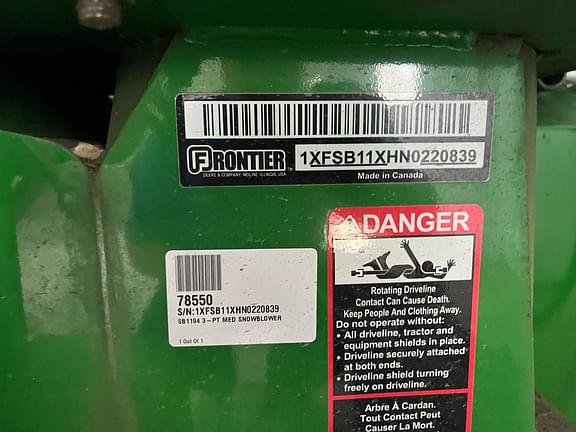 FRONTIER
DEERE & COMPANY MOLINE ILLINOIS, USA
1XFSB11XHN0220839
Made in Canada
78550
S/N:1XFSB11XHN0220839
SB1194 3-PT MED SNOWBLOWER
1 Out Of 1
DANGER
Rotating Driveline
Contact Can Cause Death.
Keep People And Clothing Away.
Do not operate without:
• All driveline, tractor and
equipment shields in place.
• Driveline securely attached
at both ends.
• Driveline shield turning
freely on driveline.
Arbre À Cardan.
Tout Contact Peut
Causer La Mort.